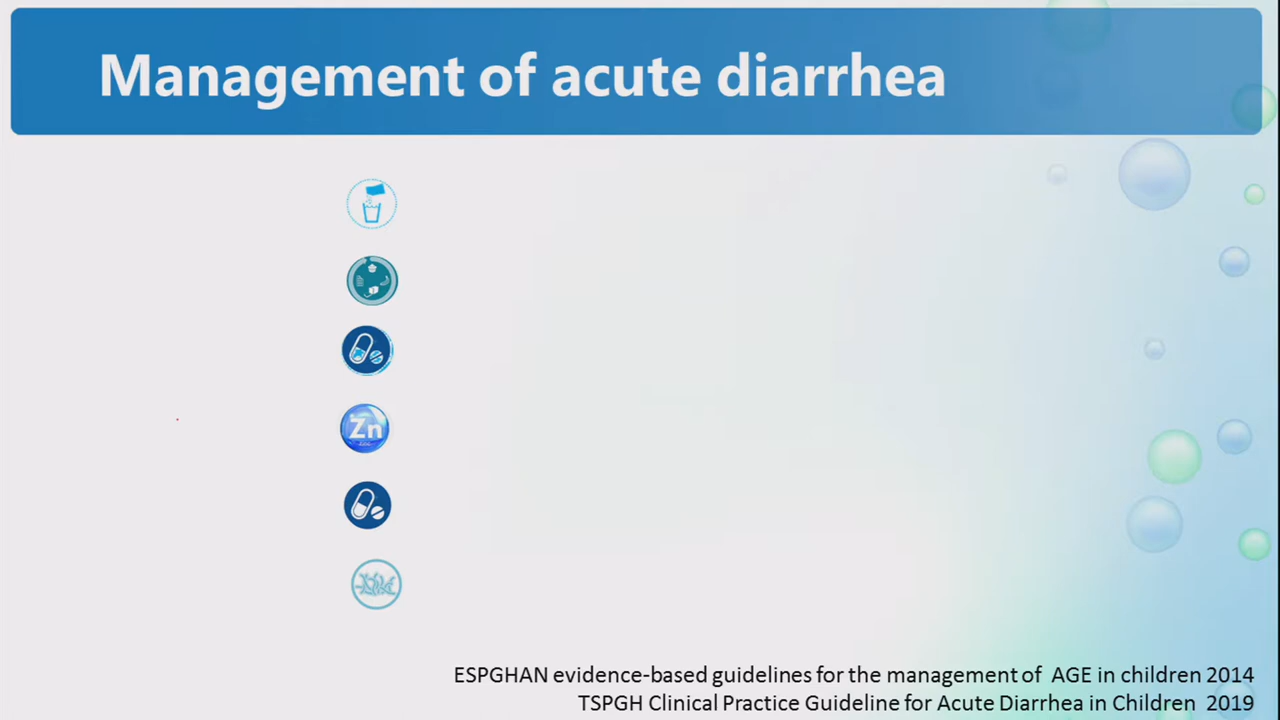 Management of acute diarrhea
Zn
ESPGHAN evidence-based guidelines for the management of AGE in children 2014
TSPGH Clinical Practice Guideline for Acute Diarrhea in Children 2019